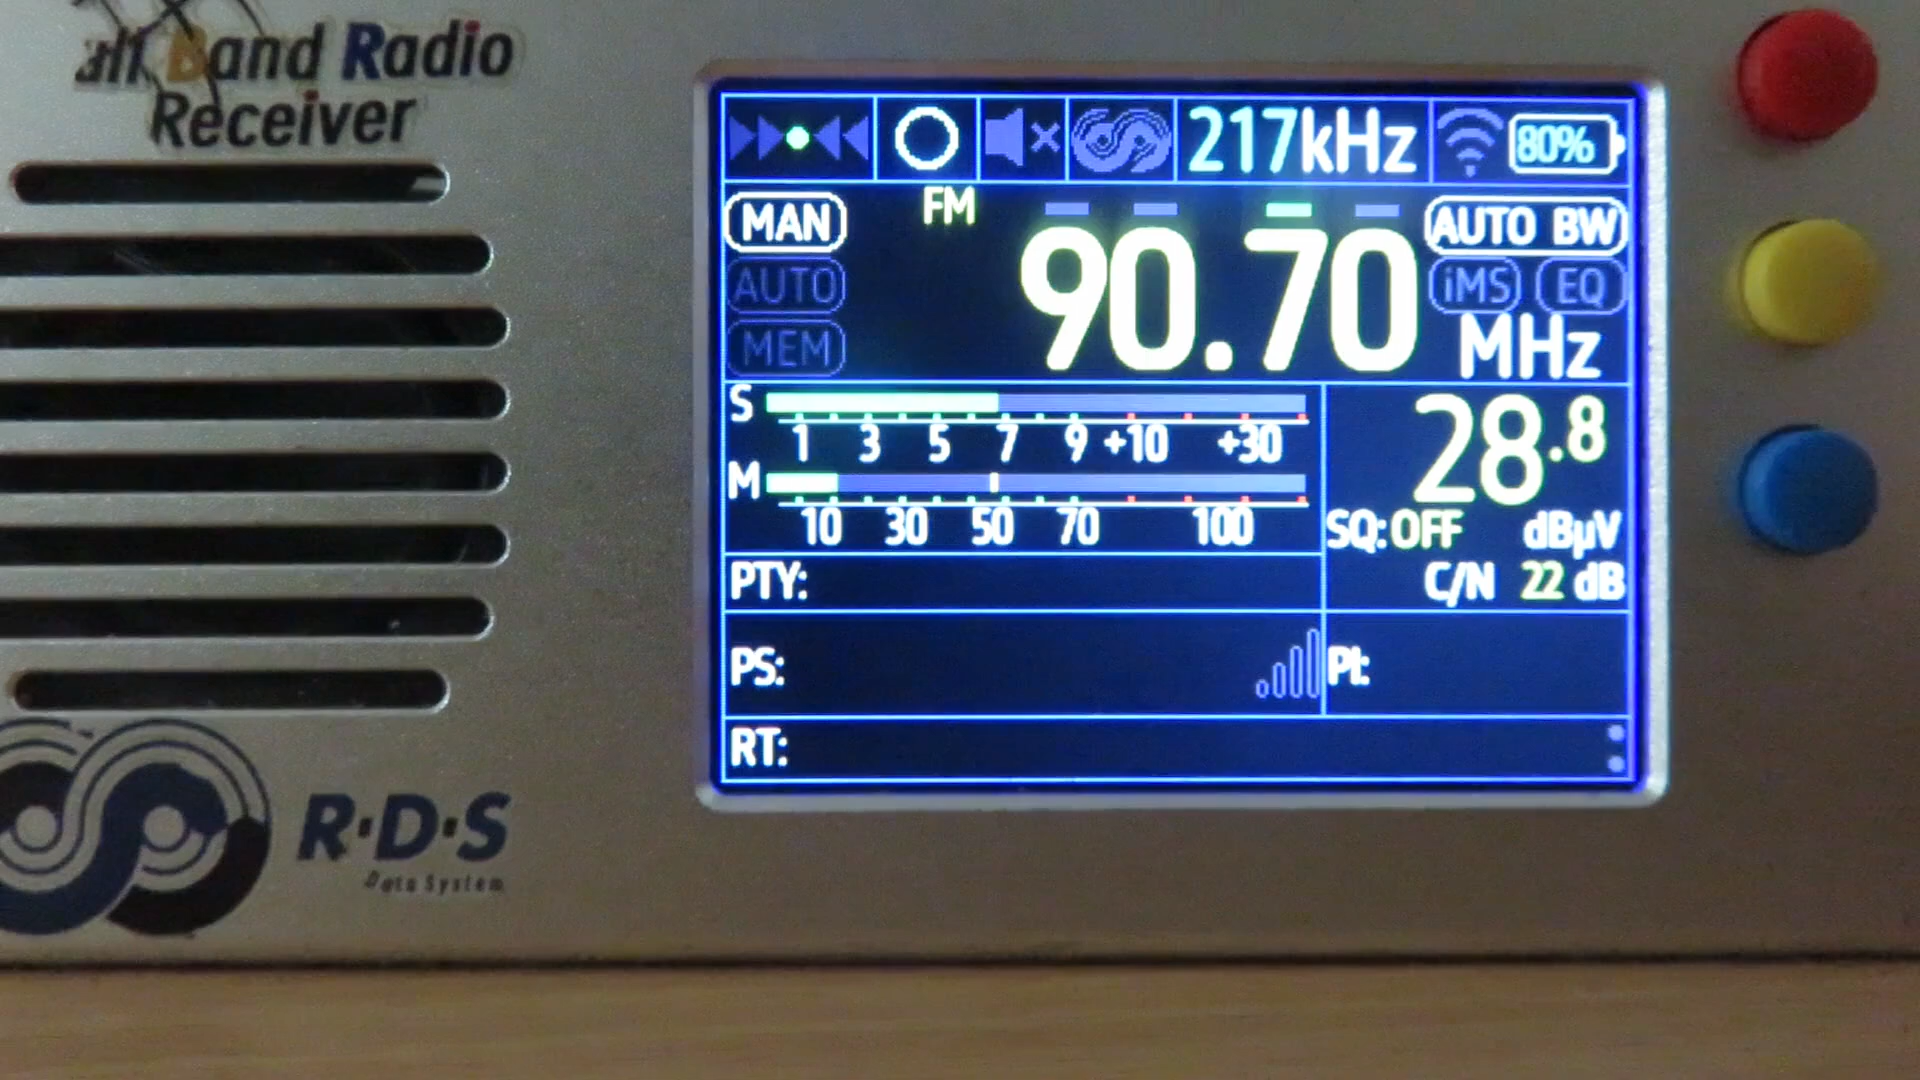 all Band Radio
Receiver
217kHz
80%
MAN
FM
AUTO BW
AUTO
90.70
iMS
EQ
MEM
MHz
S
1 3 5 7 9 +10 +30
28.8
M
10 30 50 70 100
SQ:OFF dBµV
PTY:
C/N 22 dB
PS:
PI:
RT:
R·D·S
Data System